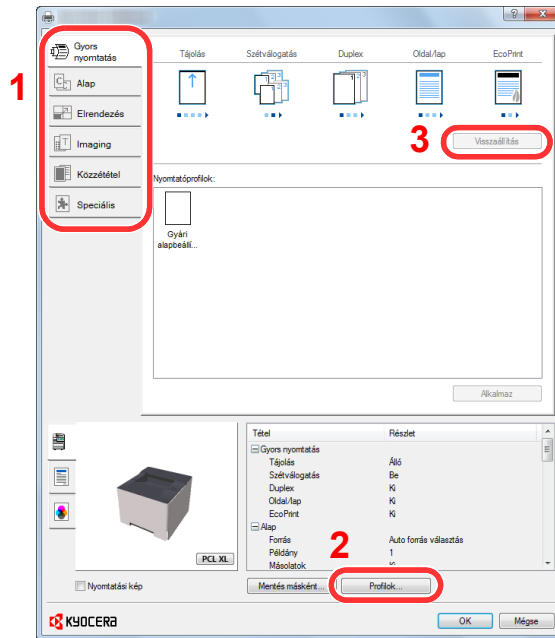 1
Gyors
nyomtatás
Alap
Elrendezés
Imaging
Közzététel
Speciális
Tájolás
Szétválogatás
Duplex
Oldal/lap
EcoPrint
3
Visszaállítás
Nyomtatóprofilok:
Gyári
alapbeállí...
Alkalmaz
Tétel Részlet
Gyors nyomtatás
Tájolás Álló
Szétválogatás Be
Duplex Ki
Oldal/lap Ki
EcoPrint Ki
Alap
Forrás Auto forrás választás
Példány 1
Másolatok Ki
PCL XL
2
Nyomtatási kép
Mentés másként...
Profilok...
KYOCERA
OK
Mégse